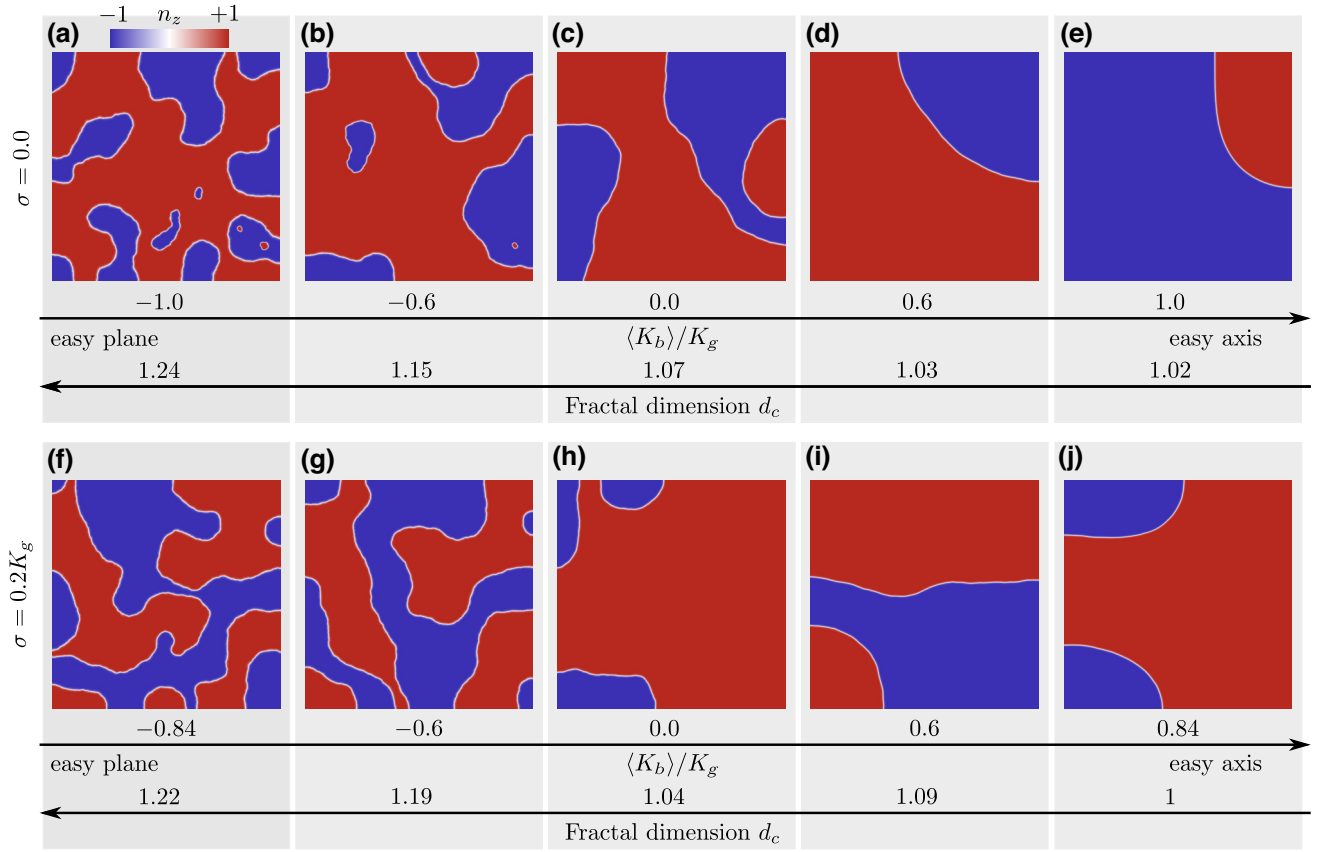 (a) −1 n_z +1 (b) (c) (d) (e)
σ = 0.0
−1.0 −0.6 0.0 0.6 1.0
easy plane ⟨K_b⟩/K_g easy axis
1.24 1.15 1.07 1.03 1.02
Fractal dimension d_c
(f) (g) (h) (i) (j)
σ = 0.2K_g
−0.84 −0.6 0.0 0.6 0.84
easy plane ⟨K_b⟩/K_g easy axis
1.22 1.19 1.04 1.09 1
Fractal dimension d_c